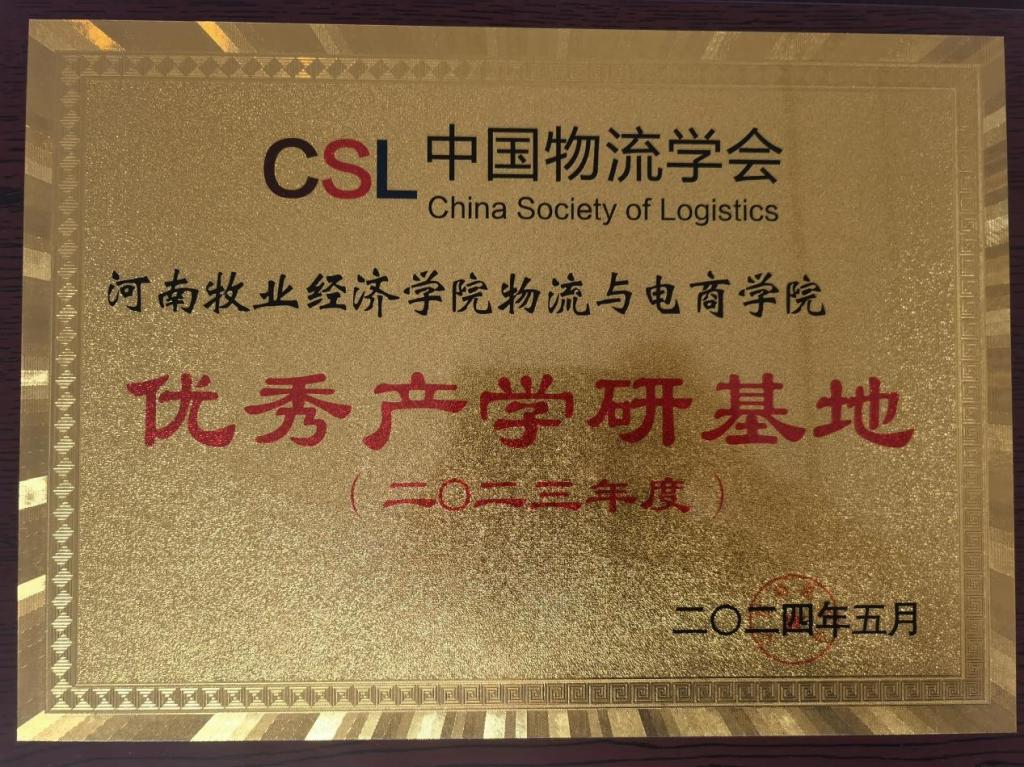 CSL 中国物流学会
China Society of Logistics
河南牧业经济学院物流与电商学院
优秀产学研基地
（二〇二三年度）
二〇二四年五月